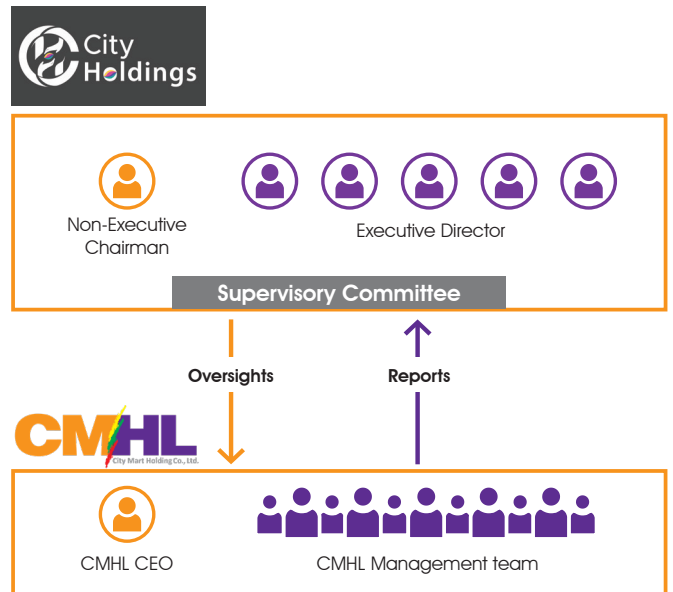 City
Holdings
Non-Executive
Chairman
Executive Director
Supervisory Committee
Oversights
Reports
CMHL
City Mart Holding Co., Ltd.
CMHL CEO
CMHL Management team